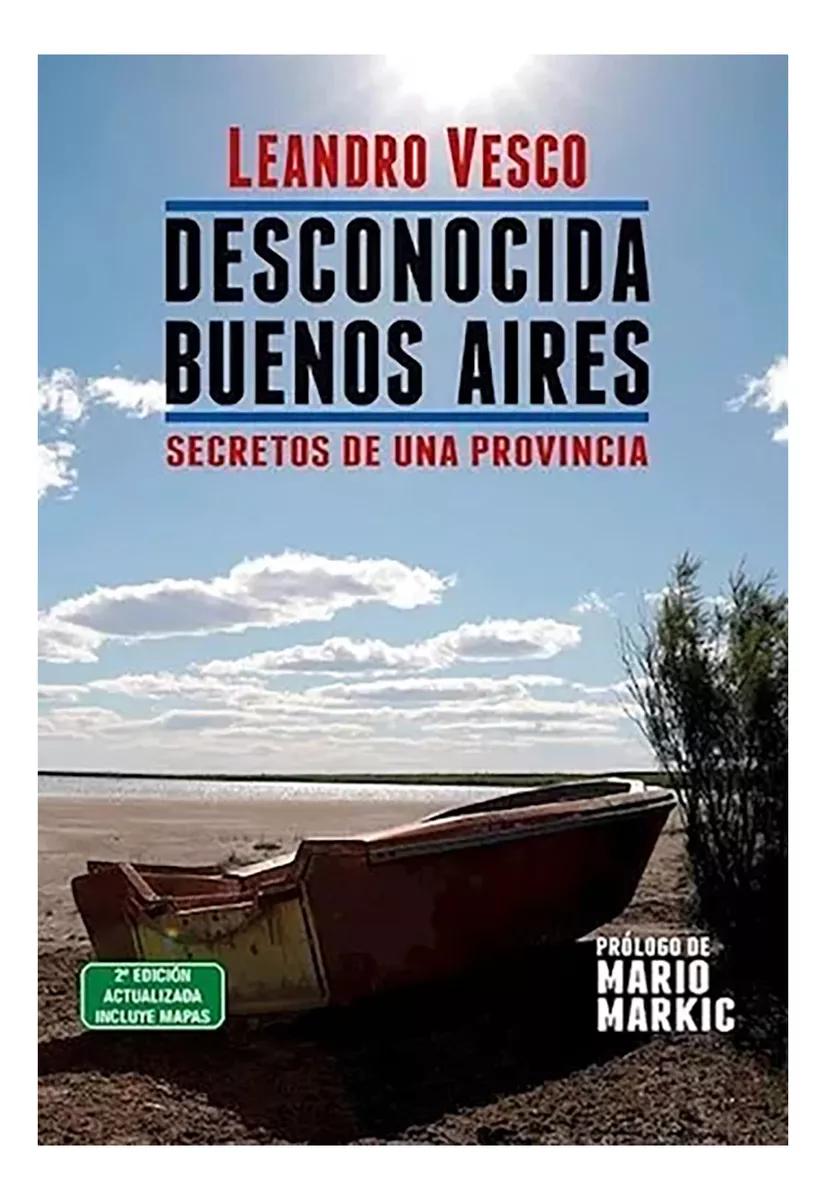 LEANDRO VESCO
DESCONOCIDA
BUENOS AIRES
SECRETOS DE UNA PROVINCIA
2ª EDICIÓN
ACTUALIZADA
INCLUYE MAPAS
PRÓLOGO DE
MARIO
MARKIC